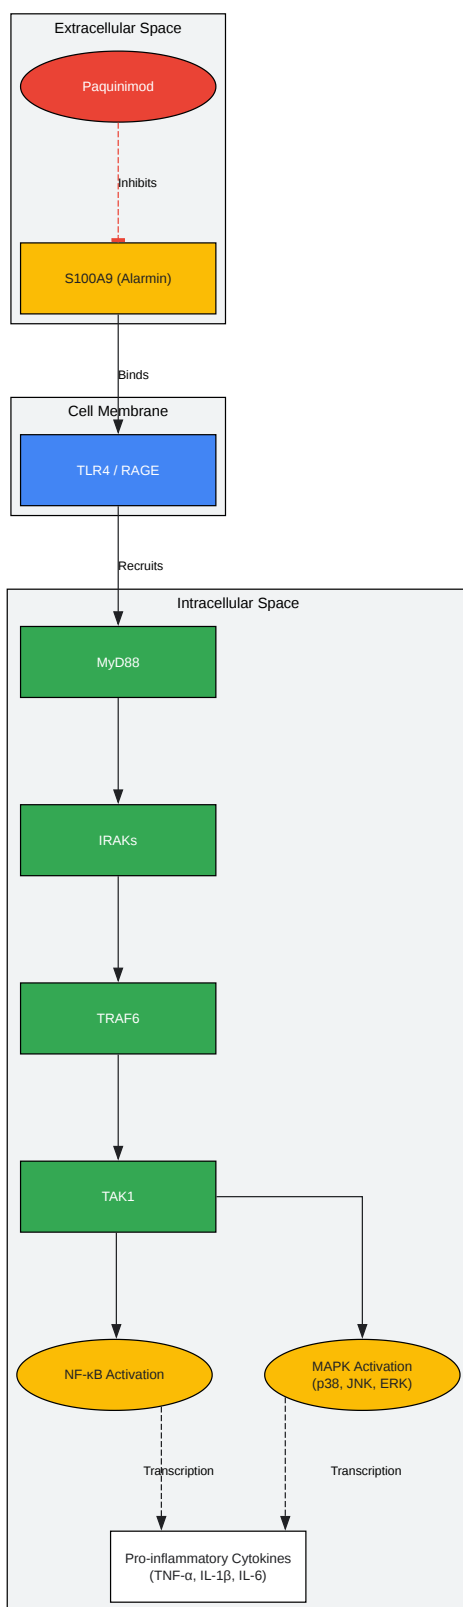 Extracellular Space
Paquinimod
Inhibits
S100A9 (Alarmin)
Binds
Cell Membrane
TLR4 / RAGE
Recruits
Intracellular Space
MyD88
IRAKs
TRAF6
TAK1
NF-κB Activation
MAPK Activation
(p38, JNK, ERK)
Transcription
Transcription
Pro-inflammatory Cytokines
(TNF-α, IL-1β, IL-6)